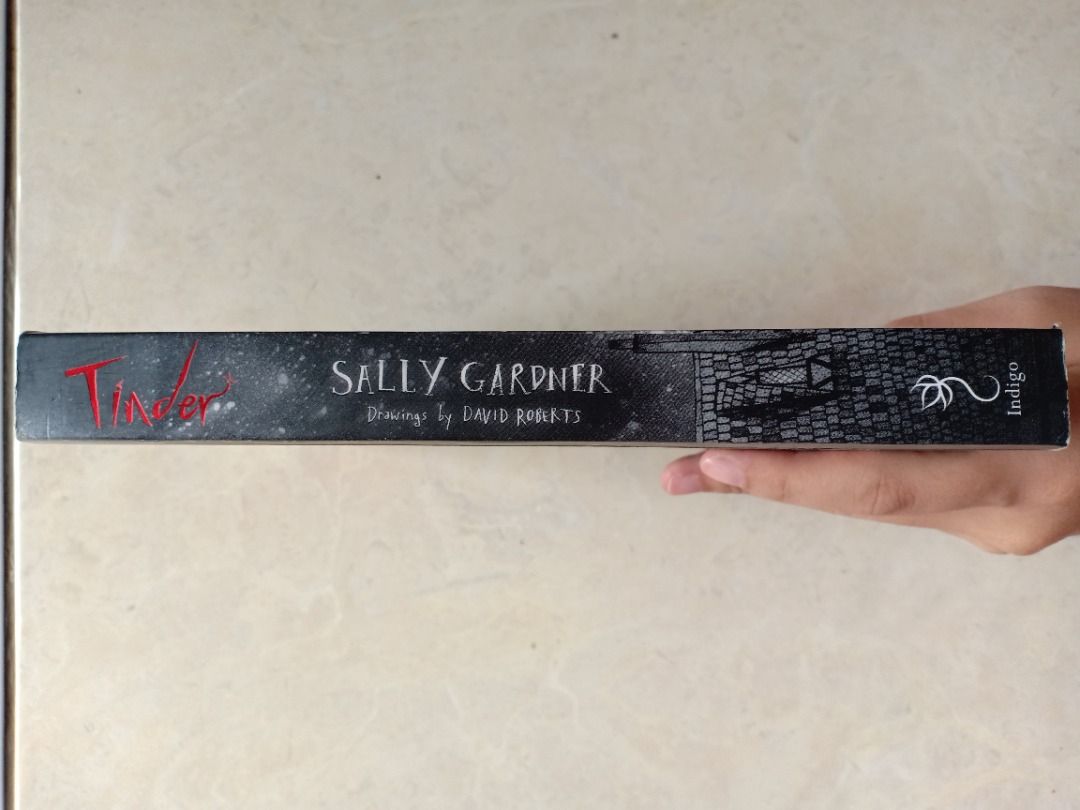 Tinder
SALLY GARDNER
Drawings by DAVID ROBERTS
Indigo